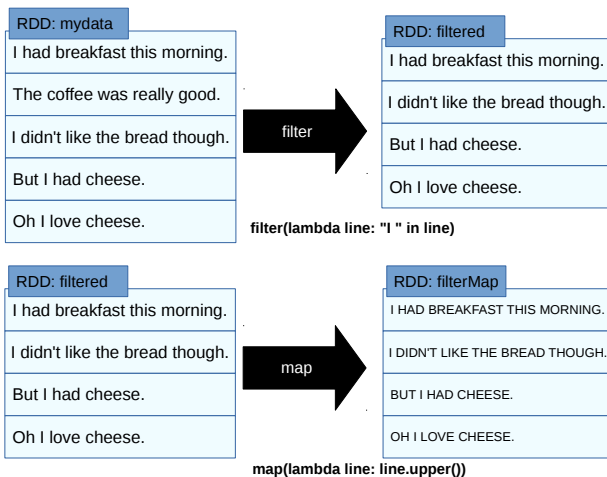 RDD: mydata
I had breakfast this morning.
The coffee was really good.
I didn't like the bread though.
But I had cheese.
Oh I love cheese.
filter
RDD: filtered
I had breakfast this morning.
I didn't like the bread though.
But I had cheese.
Oh I love cheese.
filter(lambda line: "I " in line)
RDD: filtered
I had breakfast this morning.
I didn't like the bread though.
But I had cheese.
Oh I love cheese.
map
RDD: filterMap
I HAD BREAKFAST THIS MORNING.
I DIDN'T LIKE THE BREAD THOUGH.
BUT I HAD CHEESE.
OH I LOVE CHEESE.
map(lambda line: line.upper())